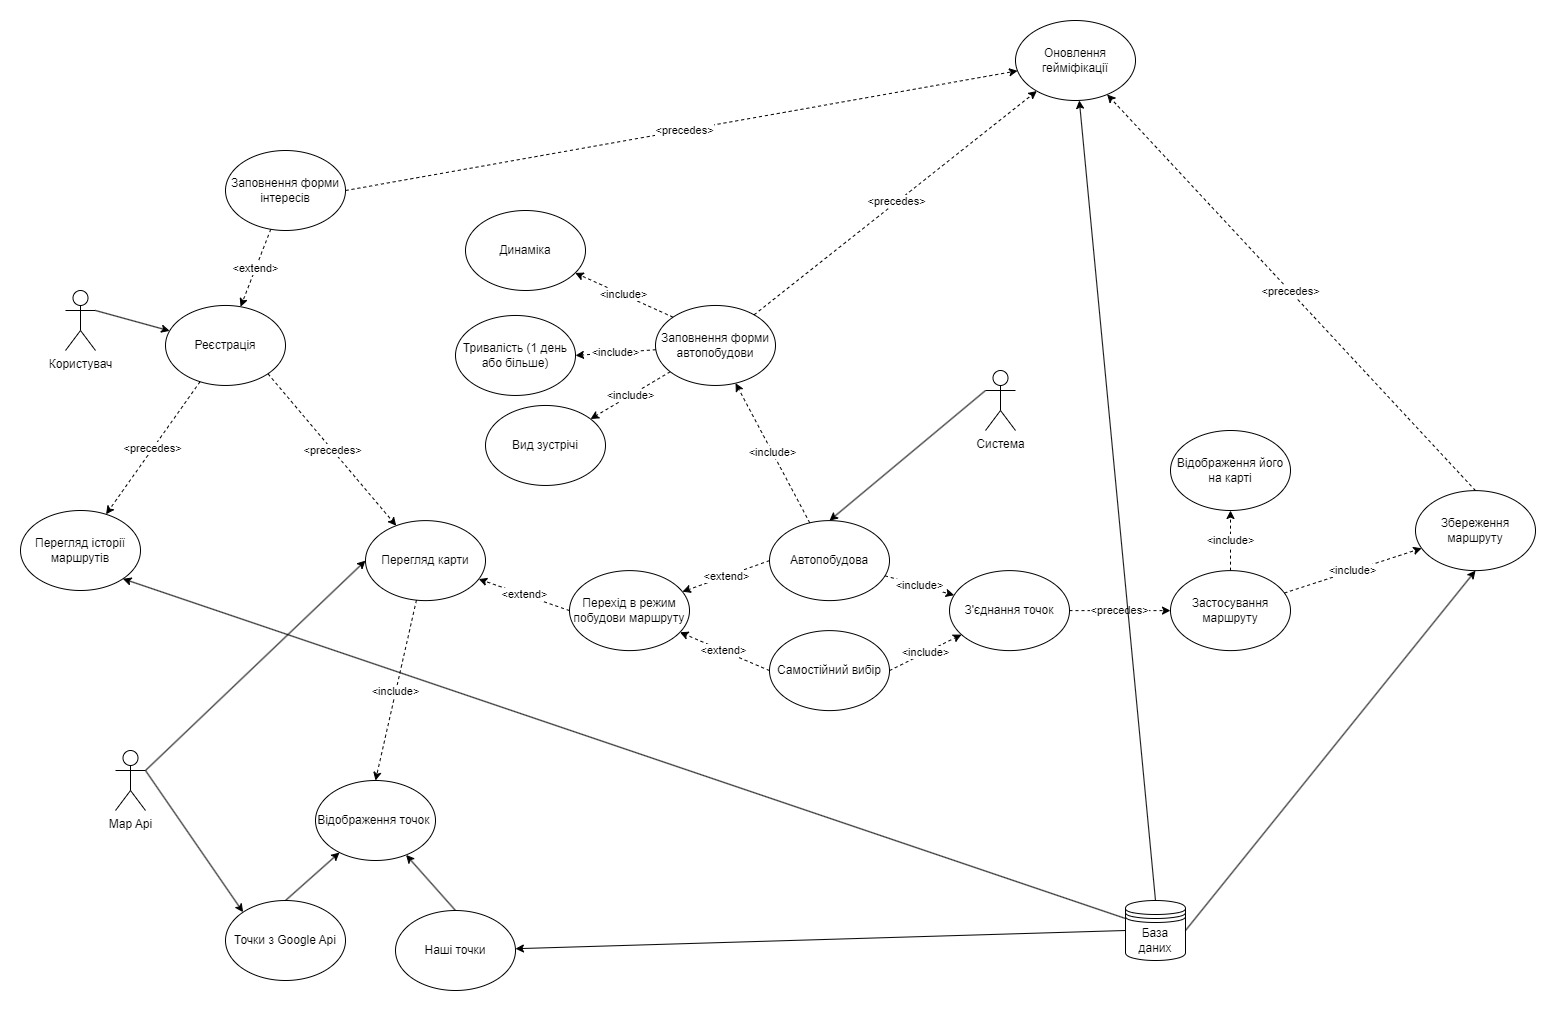 Оновлення
гейміфікації
<precedes>
Заповнення форми
інтересів
<precedes>
Динаміка
<extend>
<include>
<precedes>
Користувач
Реєстрація
Заповнення форми
автопобудови
Тривалість (1 день
або більше)
<include>
<include>
Вид зустрічі
Система
<precedes>
<precedes>
<include>
Відображення його
на карті
Перегляд історії
маршрутів
Перегляд карти
Автопобудова
<include>
Збереження
маршруту
<extend>
<include>
<include>
<extend>
Перехід в режим
побудови маршруту
З'єднання точок
<precedes>
Застосування
маршруту
<extend>
<include>
Самостійний вибір
<include>
Map Api
Відображення точок
Точки з Google Api
Наші точки
База
даних